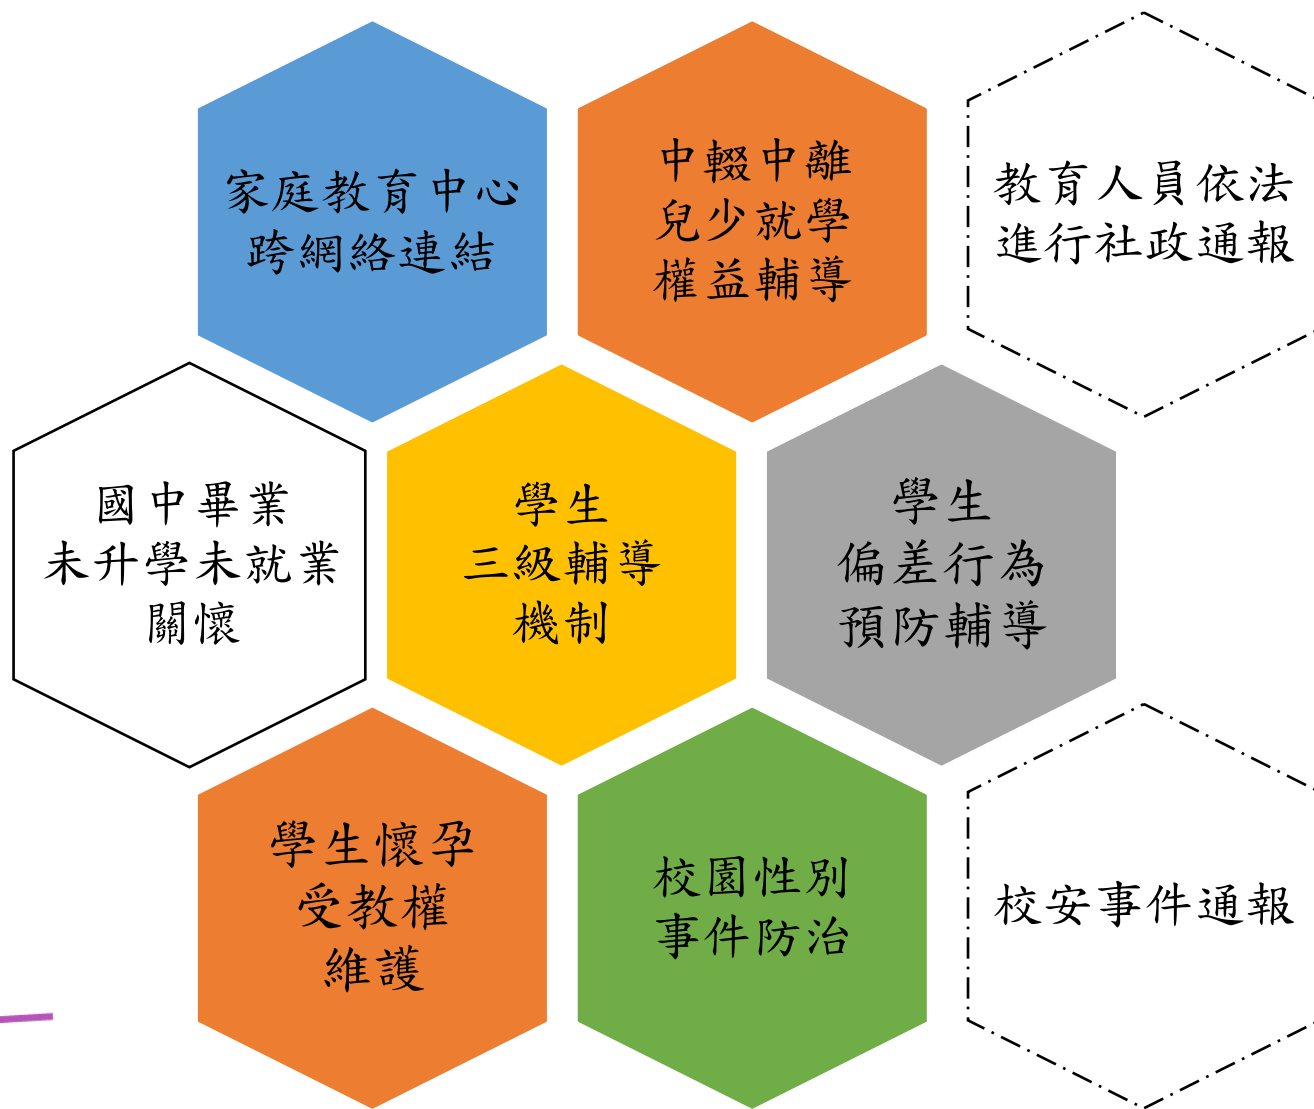 家庭教育中心
跨網絡連結
中輟中離
兒少就學
權益輔導
教育人員依法
進行社政通報
國中畢業
未升學未就業
關懷
學生
三級輔導
機制
學生
偏差行為
預防輔導
學生懷孕
受教權
維護
校園性別
事件防治
校安事件通報